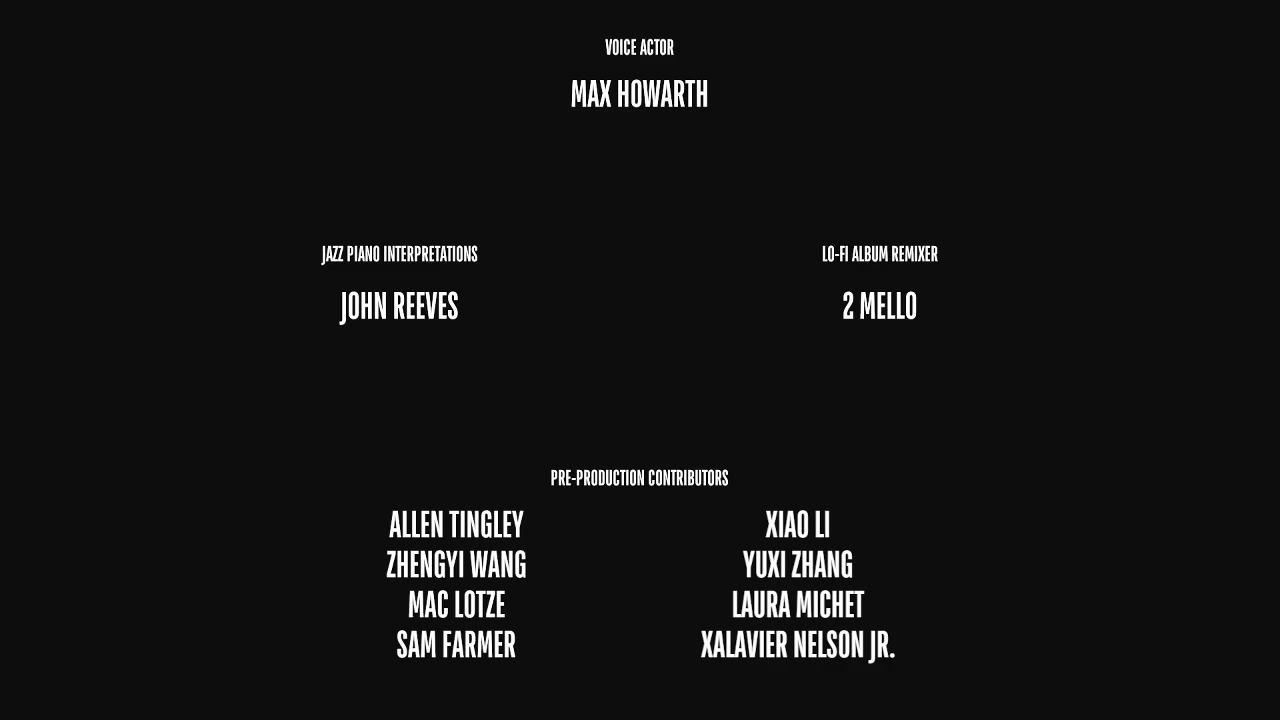 VOICE ACTOR
MAX HOWARTH
JAZZ PIANO INTERPRETATIONS
JOHN REEVES
LO-FI ALBUM REMIXER
2 MELLO
PRE-PRODUCTION CONTRIBUTORS
ALLEN TINGLEY
ZHENGYI WANG
MAC LOTZE
SAM FARMER
XIAO LI
YUXI ZHANG
LAURA MICHET
XALAVIER NELSON JR.